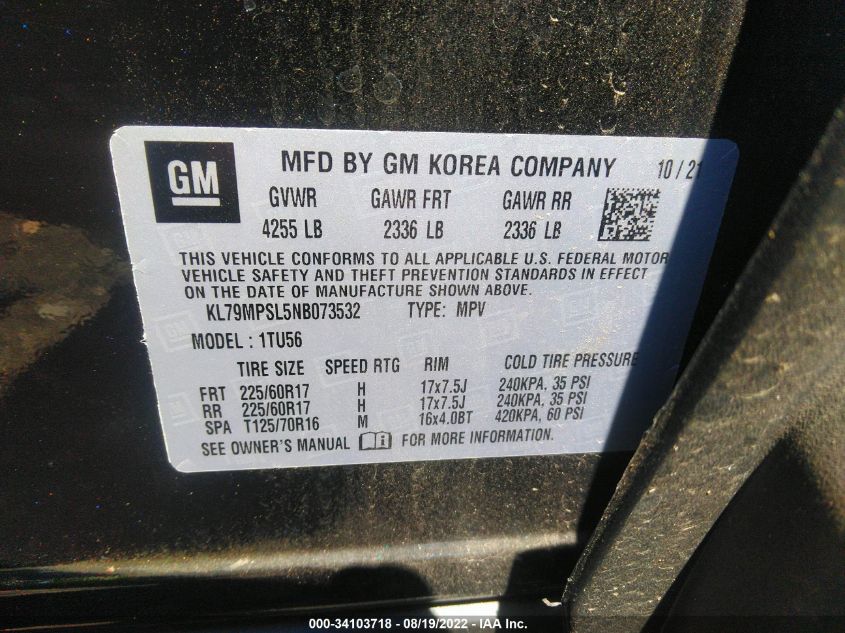 GM
MFD BY GM KOREA COMPANY 10/21
GVWR GAWR FRT GAWR RR
4255 LB 2336 LB 2336 LB
THIS VEHICLE CONFORMS TO ALL APPLICABLE U.S. FEDERAL MOTOR
VEHICLE SAFETY AND THEFT PREVENTION STANDARDS IN EFFECT
ON THE DATE OF MANUFACTURE SHOWN ABOVE.
KL79MPSL5NB073532 TYPE: MPV
MODEL: 1TU56
TIRE SIZE SPEED RTG RIM COLD TIRE PRESSURE
FRT 225/60R17 H 17x7.5J 240KPA, 35 PSI
RR 225/60R17 H 17x7.5J 240KPA, 35 PSI
SPA T125/70R16 M 16x4.0BT 420KPA, 60 PSI
SEE OWNER'S MANUAL FOR MORE INFORMATION.
000-34103718 - 08/19/2022 - IAAI.com